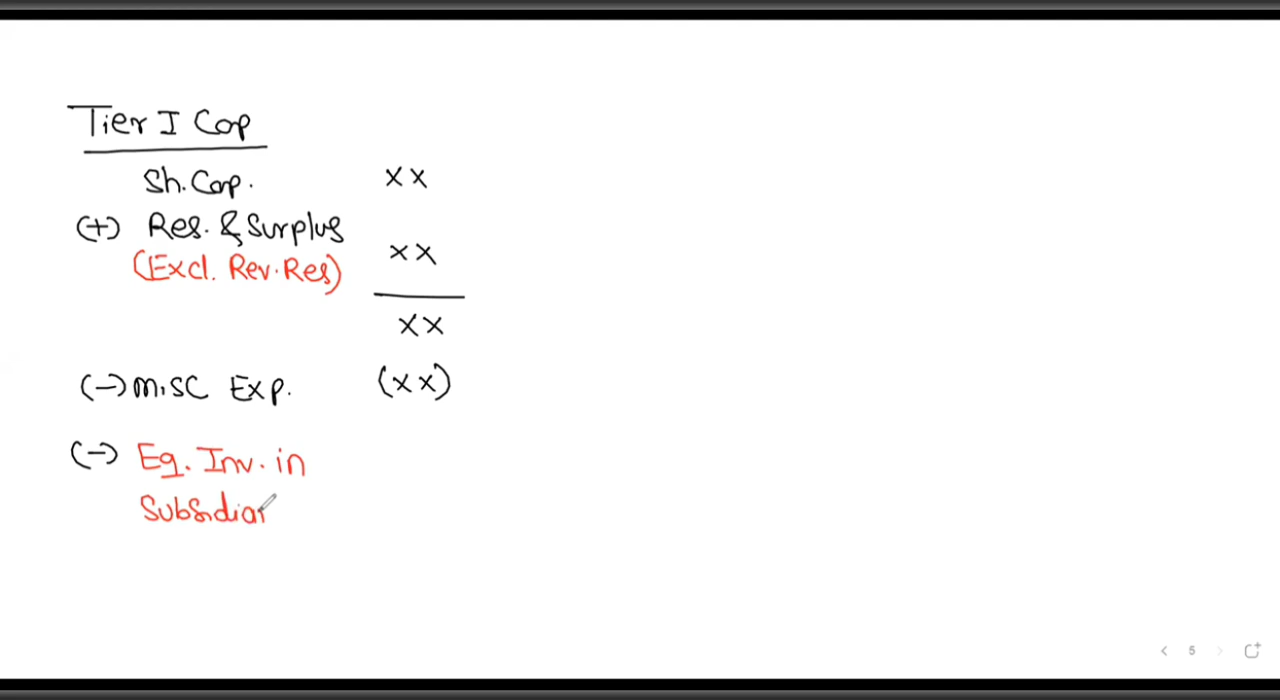 Tier I Cap
Sh. Cap. XX
(+) Res. & Surplus
(Excl. Rev. Res) XX
XX
(-) misc Exp. (XX)
(-) Eq. Inv. in
Subsidiar
5